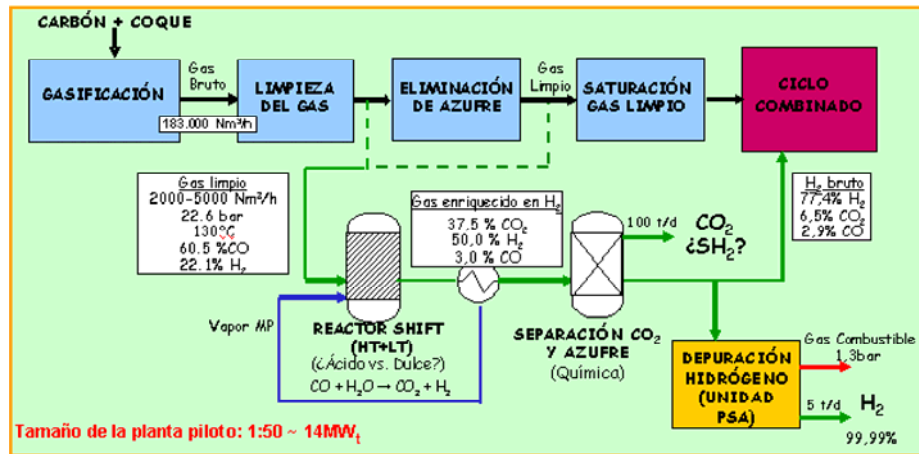 CARBÓN + COQUE
GASIFICACIÓN
Gas
Bruto
183.000 Nm³/h
LIMPIEZA
DEL GAS
ELIMINACIÓN
DE AZUFRE
Gas
Limpio
SATURACIÓN
GAS LIMPIO
CICLO
COMBINADO
Gas limpio
2000-5000 Nm³/h
22.6 bar
130ºC
60.5 %CO
22.1% H₂
Gas enriquecido en H₂
37.5 % CO₂
50,0 % H₂
3,0 % CO
100 t/d
CO₂
¿SH₂?
H₂ bruto
77,4% H₂
6,5% CO₂
2,9% CO
Vapor MP
REACTOR SHIFT
(HT+LT)
(¿Ácido vs. Dulce?)
CO + H₂O → CO₂ + H₂
SEPARACIÓN CO₂
Y AZUFRE
(Química)
DEPURACIÓN
HIDRÓGENO
(UNIDAD
PSA)
Gas Combustible
1,3bar
5 t/d
H₂
99,99%
Tamaño de la planta piloto: 1:50 ~ 14MWₜ